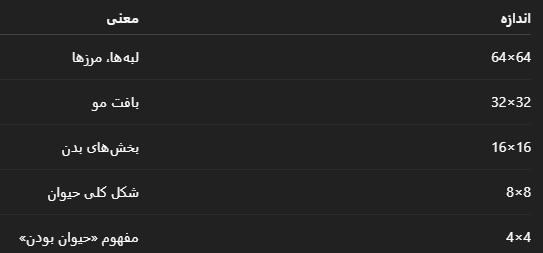 اندازه معنی
64×64 لبه‌ها، مرزها
32×32 بافت مو
16×16 بخش‌های بدن
8×8 شکل کلی حیوان
4×4 مفهوم «حیوان بودن»